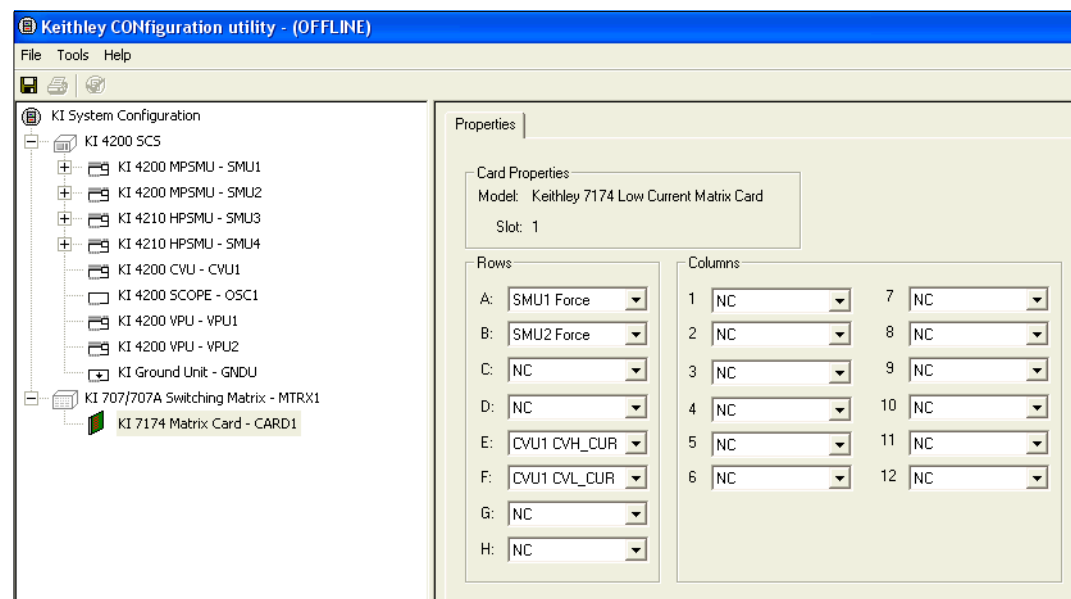 Keithley CONfiguration utility - (OFFLINE)
File Tools Help
KI System Configuration
KI 4200 SCS
KI 4200 MPSMU - SMU1
KI 4200 MPSMU - SMU2
KI 4210 HPSMU - SMU3
KI 4210 HPSMU - SMU4
KI 4200 CVU - CVU1
KI 4200 SCOPE - OSC1
KI 4200 VPU - VPU1
KI 4200 VPU - VPU2
KI Ground Unit - GNDU
KI 707/707A Switching Matrix - MTRX1
KI 7174 Matrix Card - CARD1
Properties
Card Properties
Model: Keithley 7174 Low Current Matrix Card
Slot: 1
Rows
A: SMU1 Force
B: SMU2 Force
C: NC
D: NC
E: CVU1 CVH_CUR
F: CVU1 CVL_CUR
G: NC
H: NC
Columns
1 NC
2 NC
3 NC
4 NC
5 NC
6 NC
7 NC
8 NC
9 NC
10 NC
11 NC
12 NC